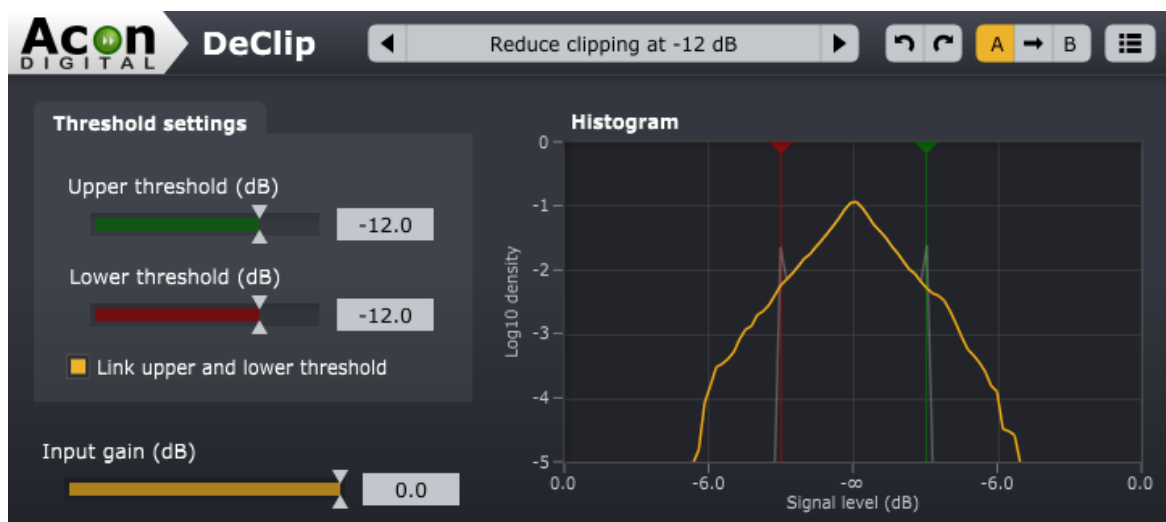 Acon
DIGITAL
DeClip
Reduce clipping at -12 dB
A
B
Threshold settings
Upper threshold (dB)
-12.0
Lower threshold (dB)
-12.0
Link upper and lower threshold
Input gain (dB)
0.0
Histogram
0
-1
-2
-3
-4
-5
Log10 density
0.0 -6.0 -∞ -6.0 0.0
Signal level (dB)